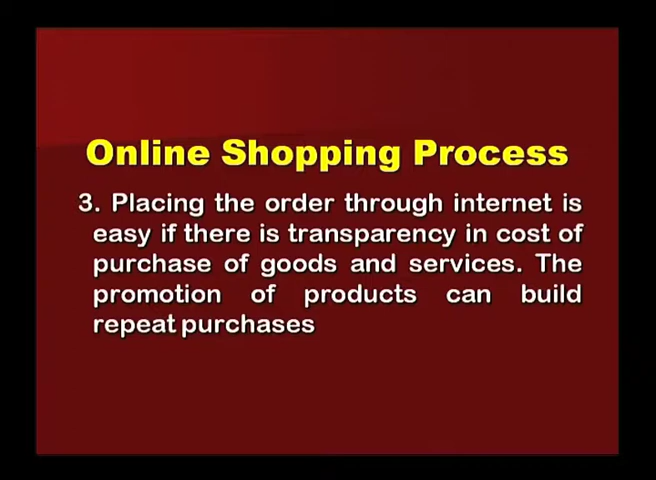 Online Shopping Process
3. Placing the order through internet is
easy if there is transparency in cost of
purchase of goods and services. The
promotion of products can build
repeat purchases